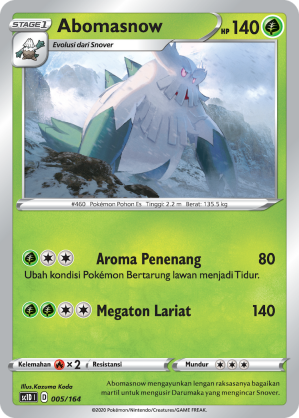 STAGE 1 Abomasnow HP 140
Evolusi dari Snover
#460 Pokémon Pohon Es Tinggi: 2.2 m Berat: 135.5 kg
Aroma Penenang 80
Ubah kondisi Pokémon Bertarung lawan menjadi Tidur.
Megaton Lariat 140
Kelemahan × 2 Resistansi Mundur
Illus. Kazuma Koda
sc1D I D 005/164
Abomasnow mengayunkan lengan raksasanya bagaikan
martil untuk mengusir Darumaka yang mengincar esnya.
©2020 Pokémon/Nintendo/Creatures/GAME FREAK.